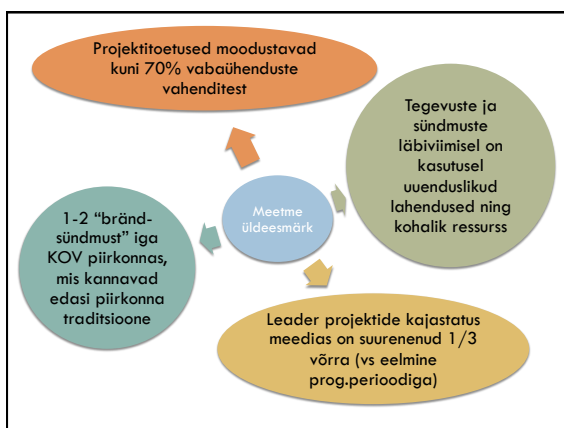 Projektitoetused moodustavad
kuni 70% vabaühenduste
vahenditest
Tegevuste ja
sündmuste
läbiviimisel on
kasutusel
uuenduslikud
lahendused ning
kohalik ressurss
Meetme
üldeesmärk
1-2 “bränd-
sündmust” iga
KOV piirkonnas,
mis kannavad
edasi piirkonna
traditsioone
Leader projektide kajastatus
meedias on suurenenud 1/3
võrra (vs eelmine
prog.perioodiga)